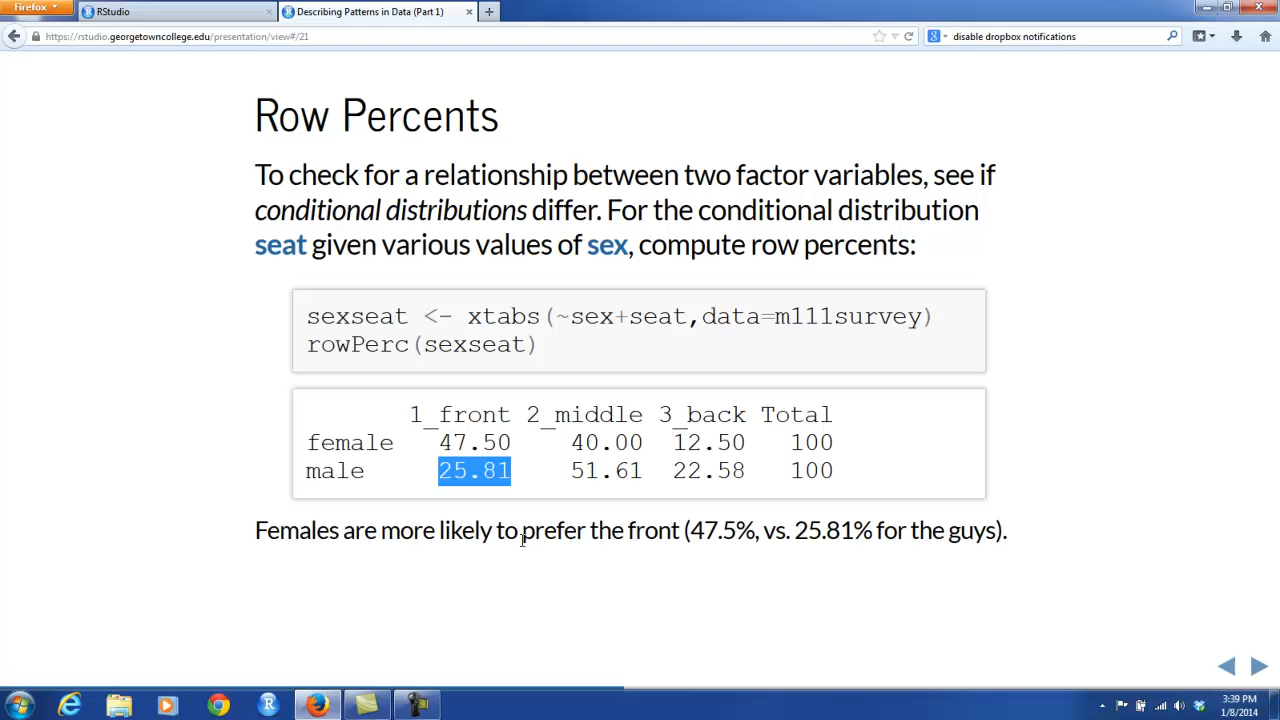 Firefox
RStudio
Describing Patterns in Data (Part 1)
https://rstudio.georgetowncollege.edu/presentation/view#/21
disable dropbox notifications
Row Percents
To check for a relationship between two factor variables, see if
conditional distributions differ. For the conditional distribution
seat given various values of sex, compute row percents:
sexseat <- xtabs(~sex+seat,data=m111survey)
rowPerc(sexseat)
1_front 2_middle 3_back Total
female 47.50 40.00 12.50 100
male 25.81 51.61 22.58 100
Females are more likely to prefer the front (47.5%, vs. 25.81% for the guys).
3:39 PM
1/8/2014